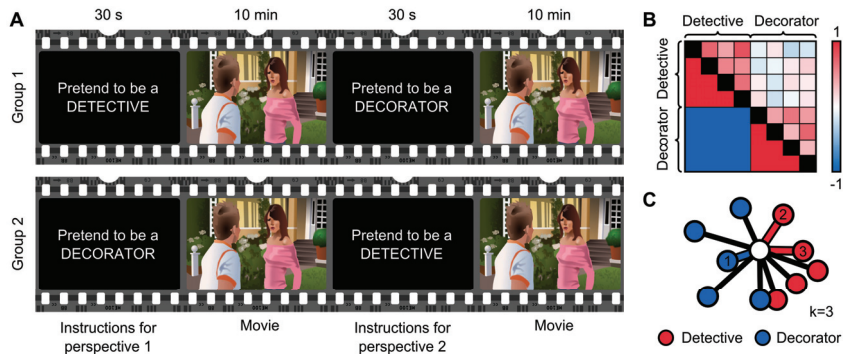 A
30 s
10 min
30 s
10 min
Group 1
Pretend to be a
DETECTIVE
Pretend to be a
DECORATOR
Group 2
Pretend to be a
DECORATOR
Pretend to be a
DETECTIVE
Instructions for
perspective 1
Movie
Instructions for
perspective 2
Movie
B
Detective
Decorator
Detective
Decorator
1
-1
C
2
3
1
k=3
Detective
Decorator